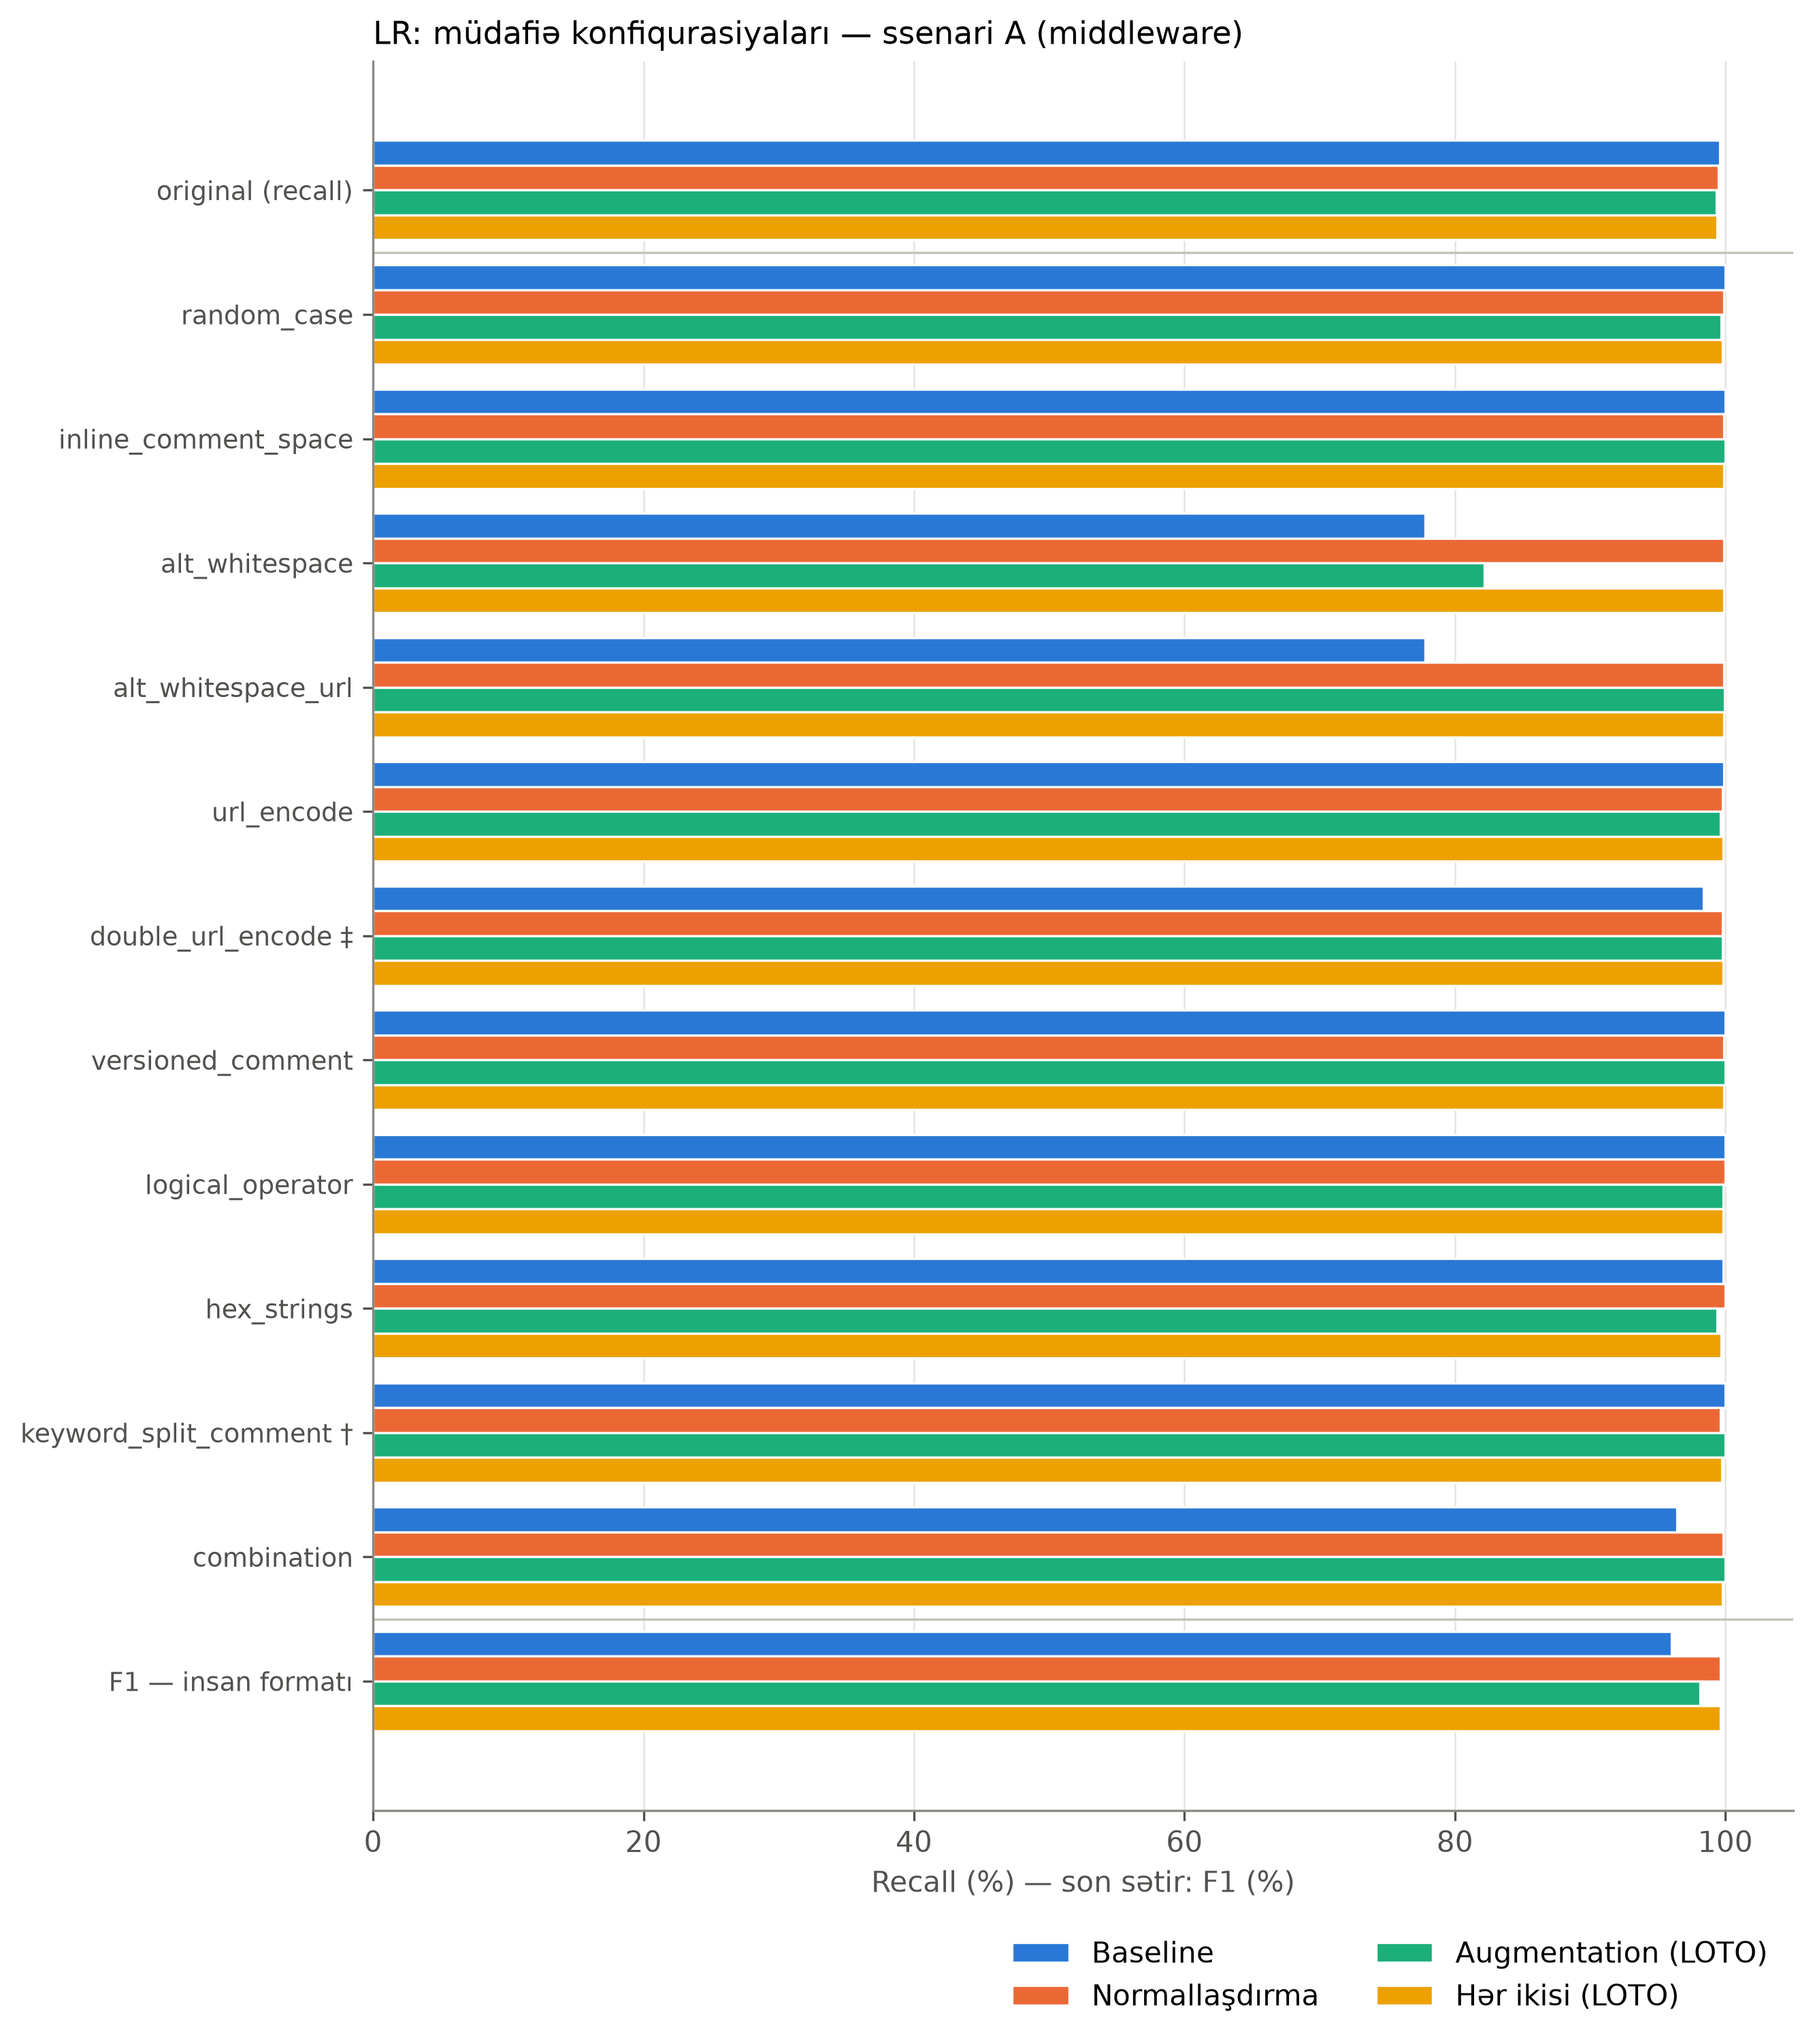 LR: müdafiə konfiqurasiyaları — ssenari A (middleware)
original (recall)
random_case
inline_comment_space
alt_whitespace
alt_whitespace_url
url_encode
double_url_encode ‡
versioned_comment
logical_operator
hex_strings
keyword_split_comment †
combination
F1 — insan formatı
0 20 40 60 80 100
Recall (%) — son sətir: F1 (%)
Baseline
Normallaşdırma
Augmentation (LOTO)
Hər ikisi (LOTO)